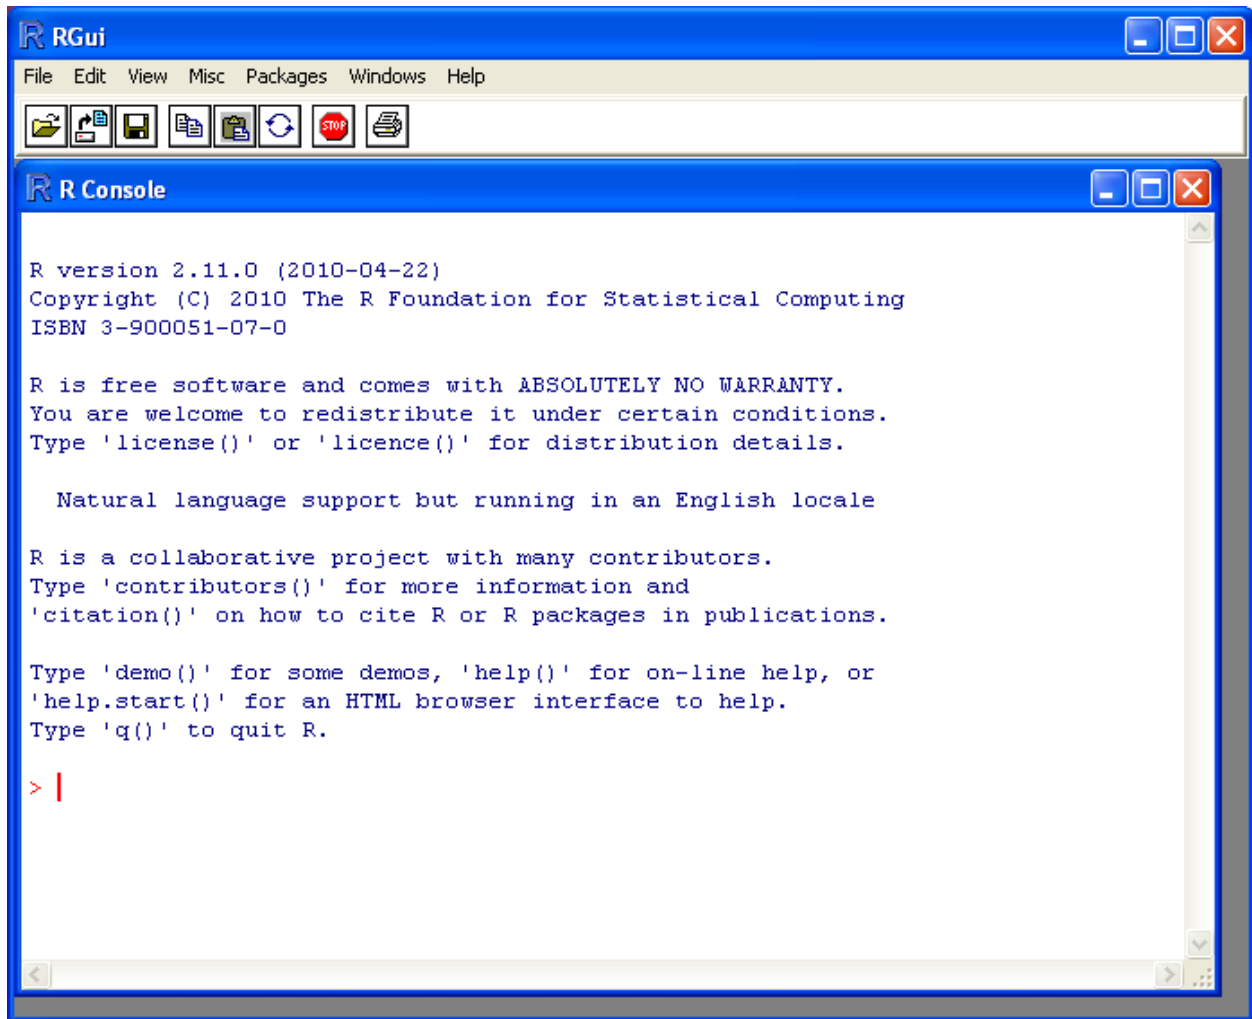 RGui
File Edit View Misc Packages Windows Help
STOP
R Console
R version 2.11.0 (2010-04-22)
Copyright (C) 2010 The R Foundation for Statistical Computing
ISBN 3-900051-07-0
R is free software and comes with ABSOLUTELY NO WARRANTY.
You are welcome to redistribute it under certain conditions.
Type 'license()' or 'licence()' for distribution details.
Natural language support but running in an English locale
R is a collaborative project with many contributors.
Type 'contributors()' for more information and
'citation()' on how to cite R or R packages in publications.
Type 'demo()' for some demos, 'help()' for on-line help, or
'help.start()' for an HTML browser interface to help.
Type 'q()' to quit R.
>